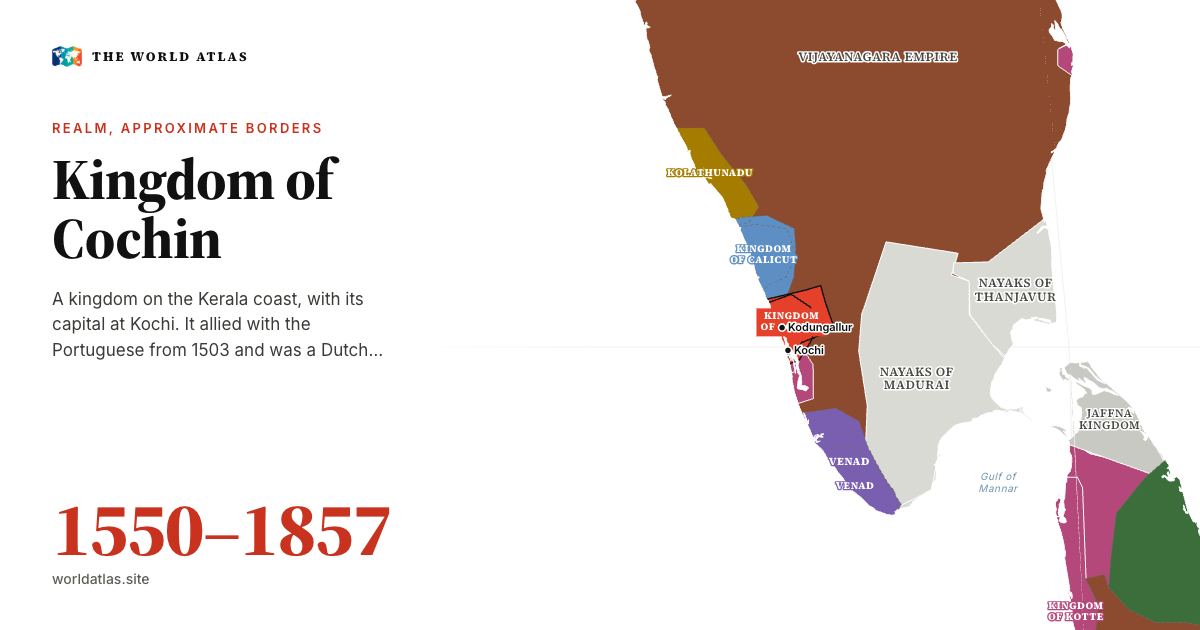 THE WORLD ATLAS
REALM, APPROXIMATE BORDERS
Kingdom of
Cochin
A kingdom on the Kerala coast, with its
capital at Kochi. It allied with the
Portuguese from 1503 and was a Dutch...
1550–1857
worldatlas.site
VIJAYANAGARA EMPIRE
KOLATHUNADU
KINGDOM
OF CALICUT
KINGDOM
OF
Kodungallur
Kochi
NAYAKS OF
THANJAVUR
NAYAKS OF
MADURAI
JAFFNA
KINGDOM
VENAD
VENAD
Gulf of
Mannar
KINGDOM
OF KOTTE